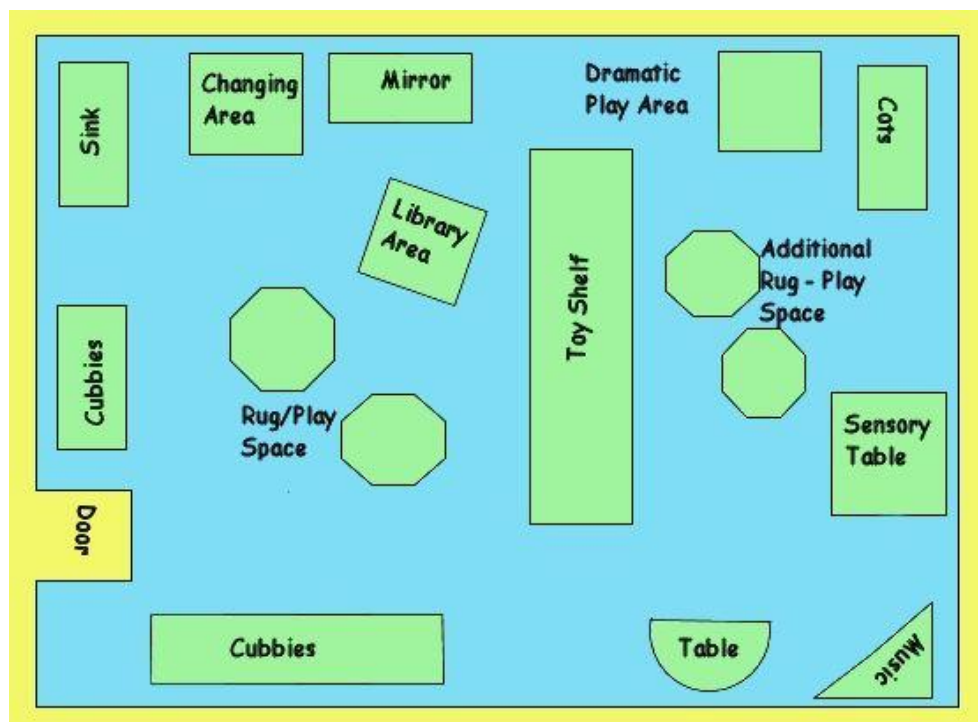 Sink
Changing
Area
Mirror
Dramatic
Play Area
Cots
Library
Area
Toy Shelf
Additional
Rug - Play
Space
Cubbies
Rug/Play
Space
Sensory
Table
Door
Cubbies
Table
Music